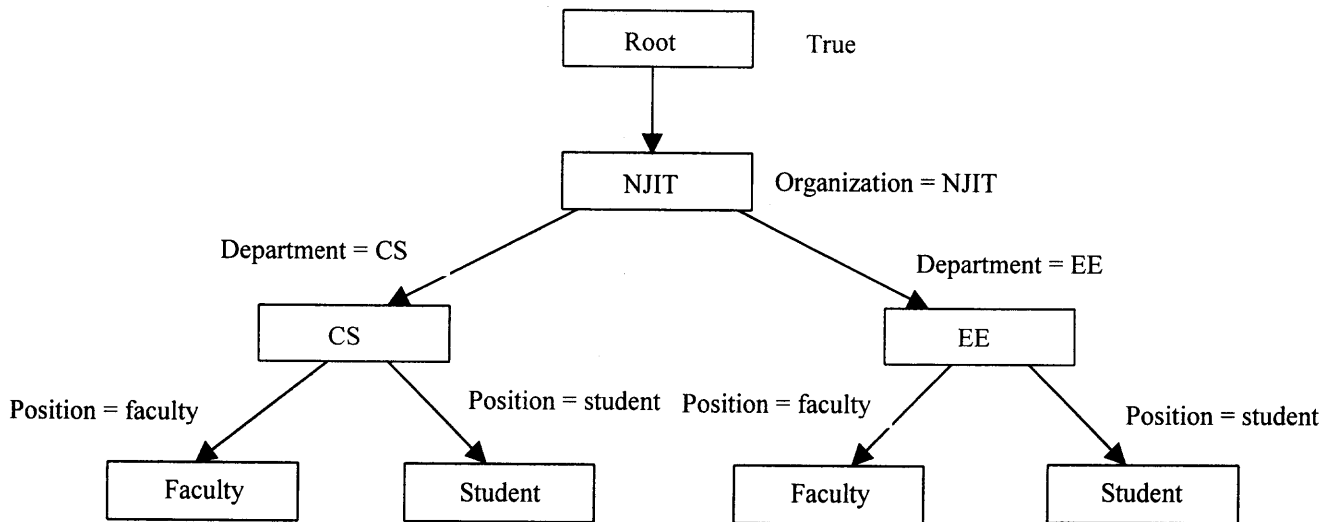 Root
True
NJIT
Organization = NJIT
Department = CS
Department = EE
CS
EE
Position = faculty
Position = student
Position = faculty
Position = student
Faculty
Student
Faculty
Student